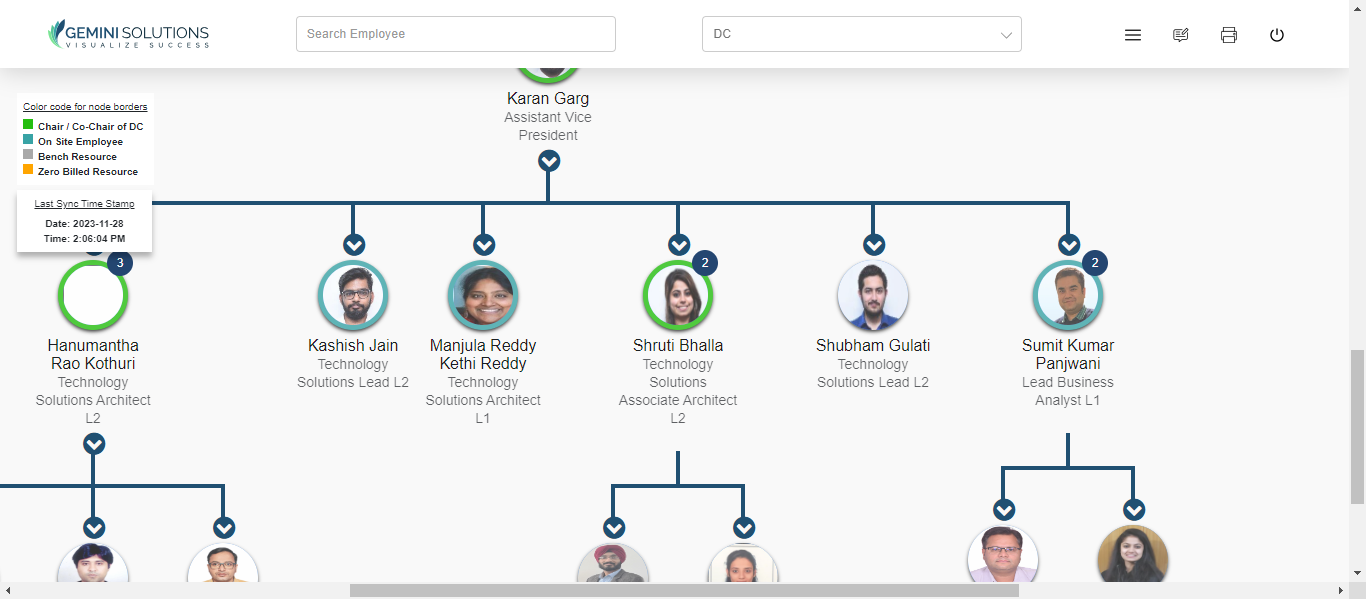 GEMINI SOLUTIONS
VISUALIZE SUCCESS
Search Employee
DC
Color code for node borders
Chair / Co-Chair of DC
On Site Employee
Bench Resource
Zero Billed Resource
Last Sync Time Stamp
Date: 2023-11-28
Time: 2:06:04 PM
Karan Garg
Assistant Vice
President
3
Hanumantha
Rao Kothuri
Technology
Solutions Architect
L2
Kashish Jain
Technology
Solutions Lead L2
Manjula Reddy
Kethi Reddy
Technology
Solutions Architect
L1
2
Shruti Bhalla
Technology
Solutions
Associate Architect
L2
Shubham Gulati
Technology
Solutions Lead L2
2
Sumit Kumar
Panjwani
Lead Business
Analyst L1